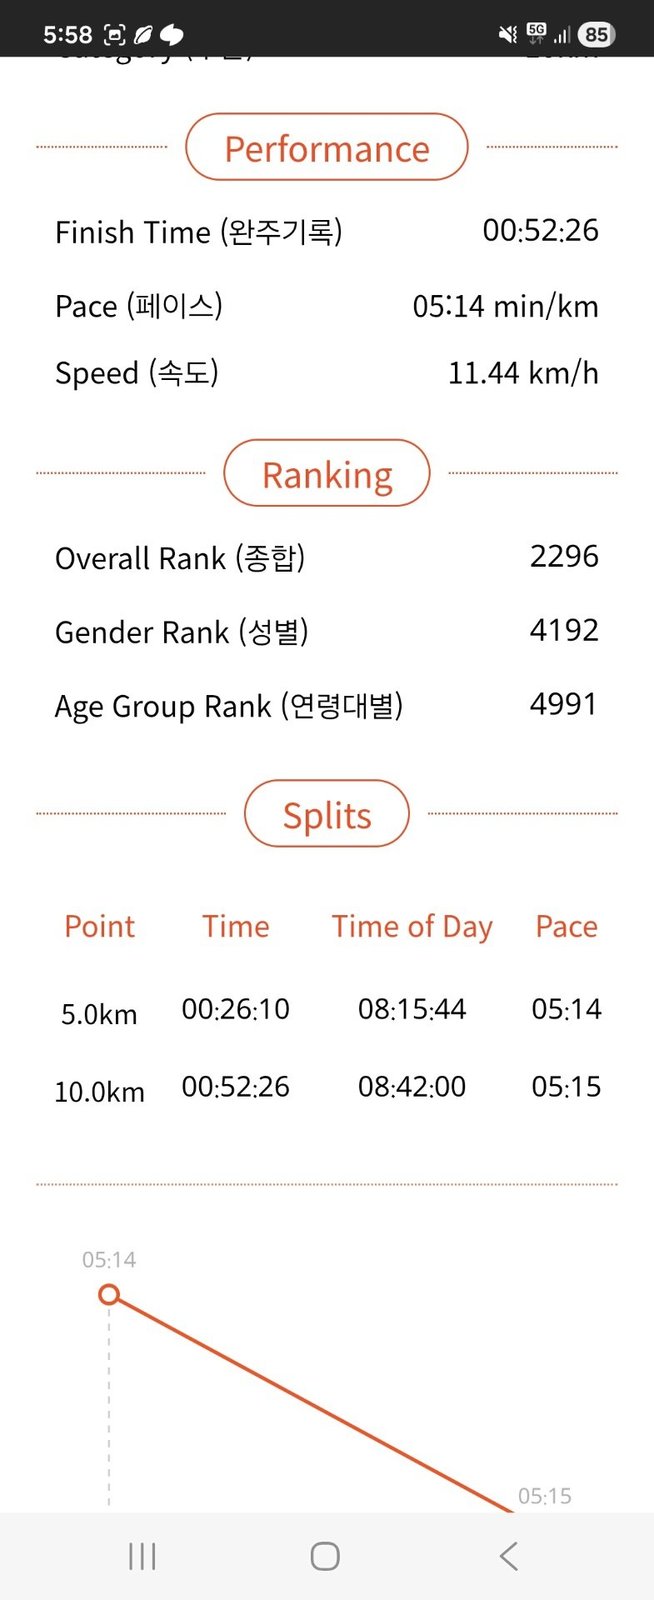 5:58
5G
85
Performance
Finish Time (완주기록) 00:52:26
Pace (페이스) 05:14 min/km
Speed (속도) 11.44 km/h
Ranking
Overall Rank (종합) 2296
Gender Rank (성별) 4192
Age Group Rank (연령대별) 4991
Splits
Point Time Time of Day Pace
5.0km 00:26:10 08:15:44 05:14
10.0km 00:52:26 08:42:00 05:15
05:14
05:15